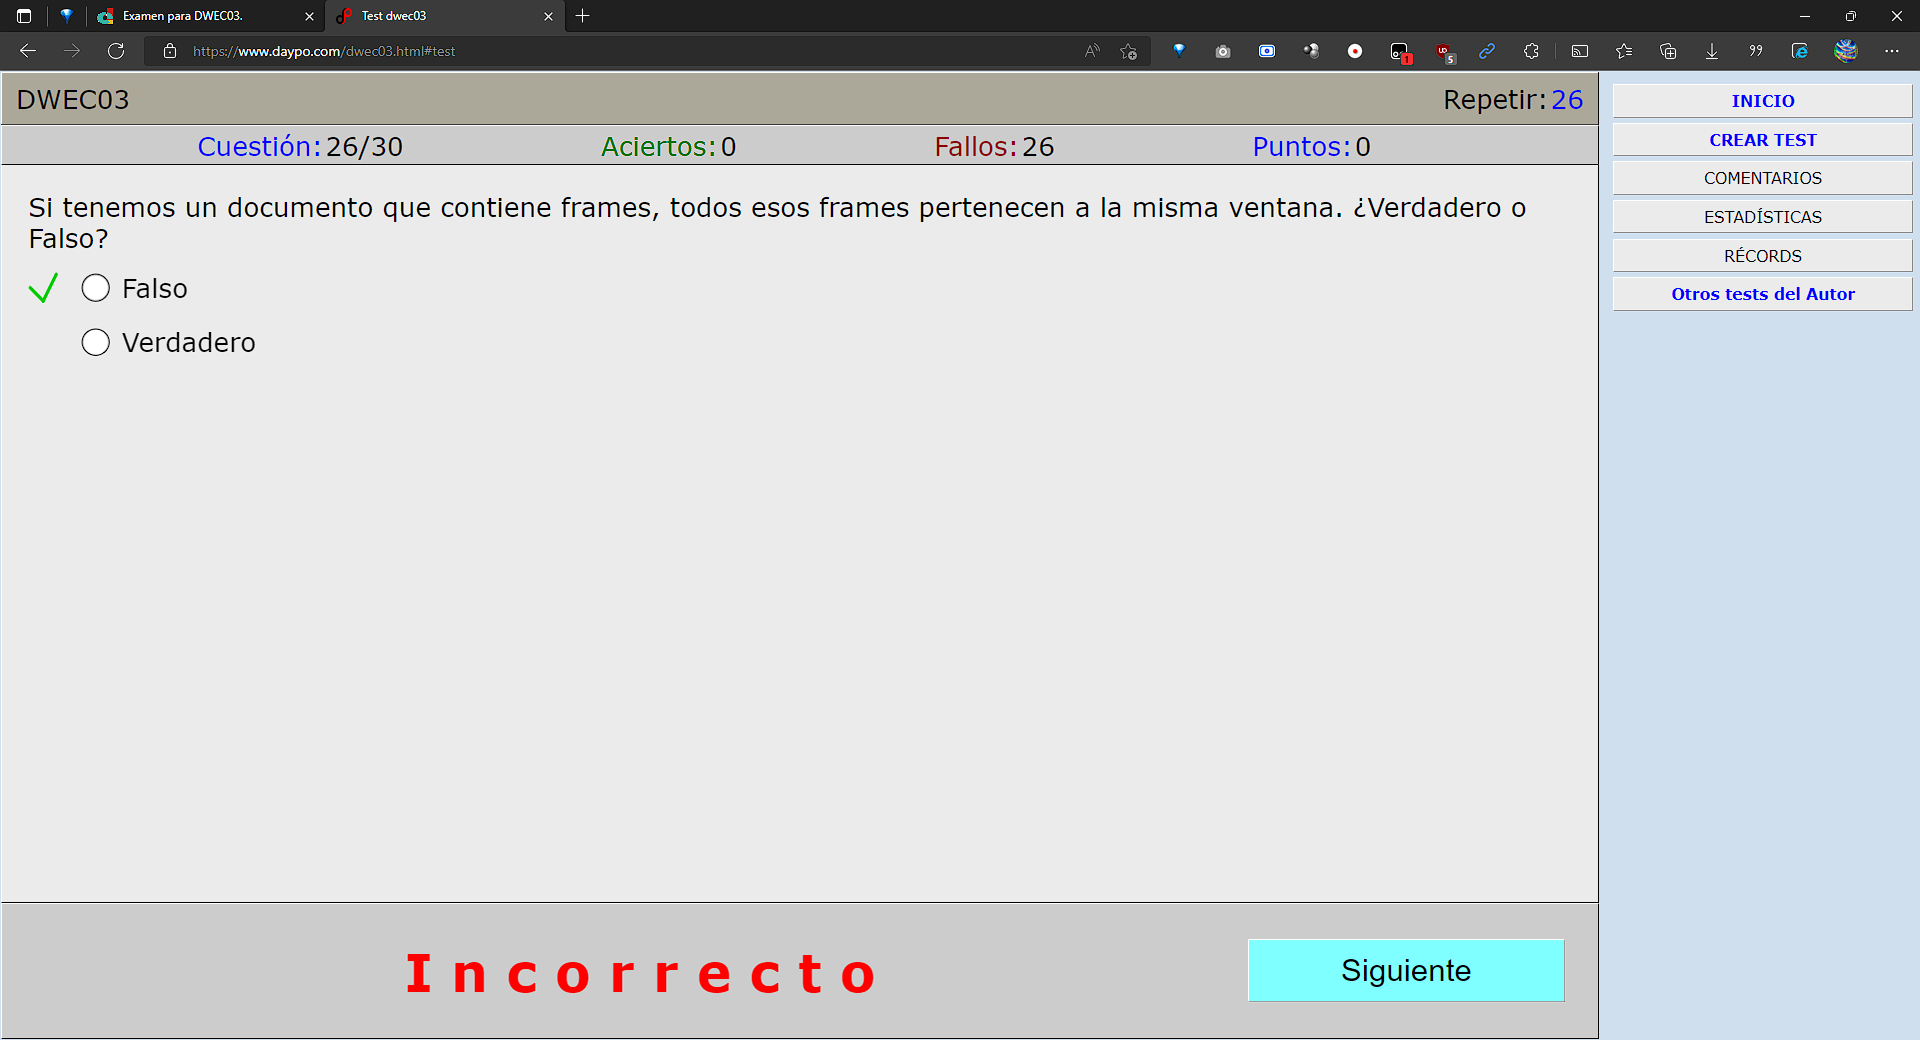 Examen para DWEC03.
Test dwec03
https://www.daypo.com/dwec03.html#test
1
5
DWEC03
Repetir: 26
Cuestión: 26/30
Aciertos: 0
Fallos: 26
Puntos: 0
Si tenemos un documento que contiene frames, todos esos frames pertenecen a la misma ventana. ¿Verdadero o
Falso?
Falso
Verdadero
Incorrecto
Siguiente
INICIO
CREAR TEST
COMENTARIOS
ESTADÍSTICAS
RÉCORDS
Otros tests del Autor